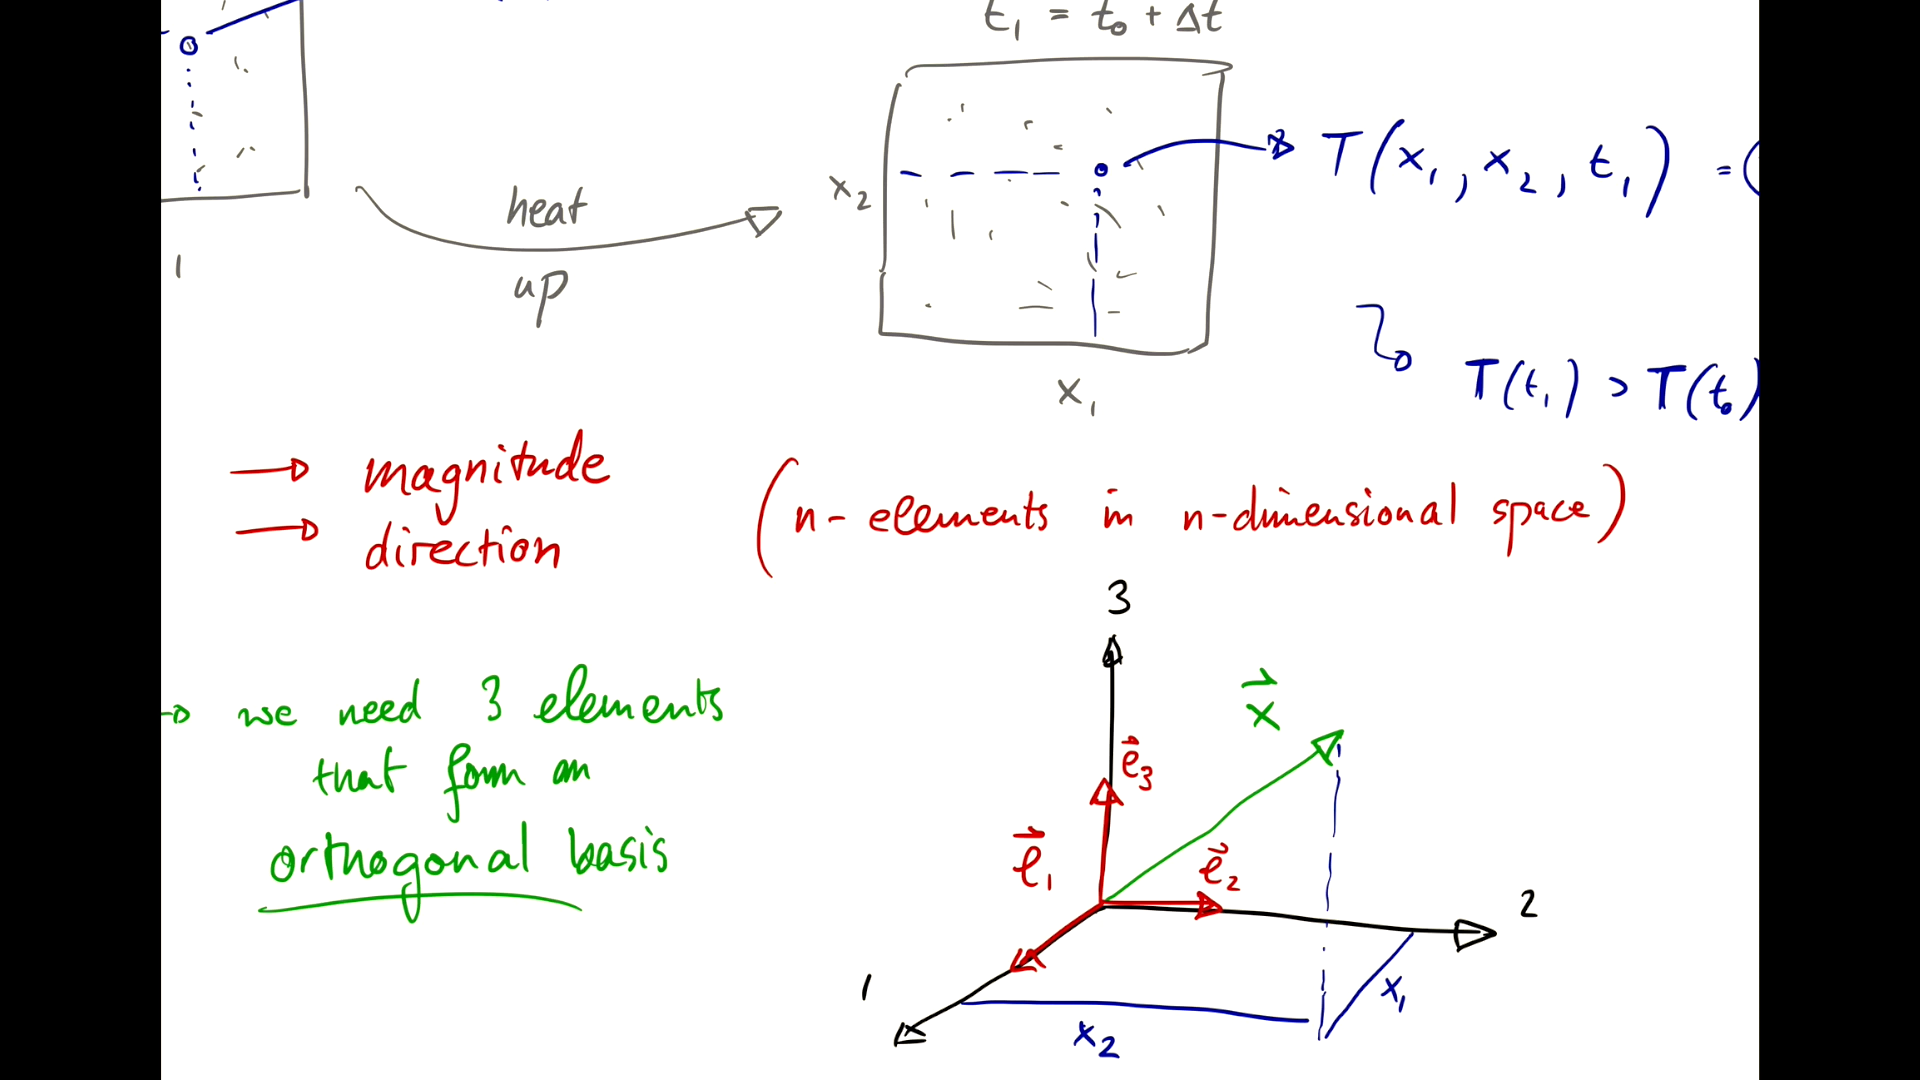 t₁ = t₀ + Δt
T(x₁, x₂, t₁) = (
x₂
heat
up
1
x₁
T(t₁) > T(t₀)
→ magnitude
→ direction
(n-elements in n-dimensional space)
3
→ we need 3 elements
that form an
orthogonal basis
x⃗
e⃗₃
e⃗₁
e⃗₂
2
1
x₁
x₂